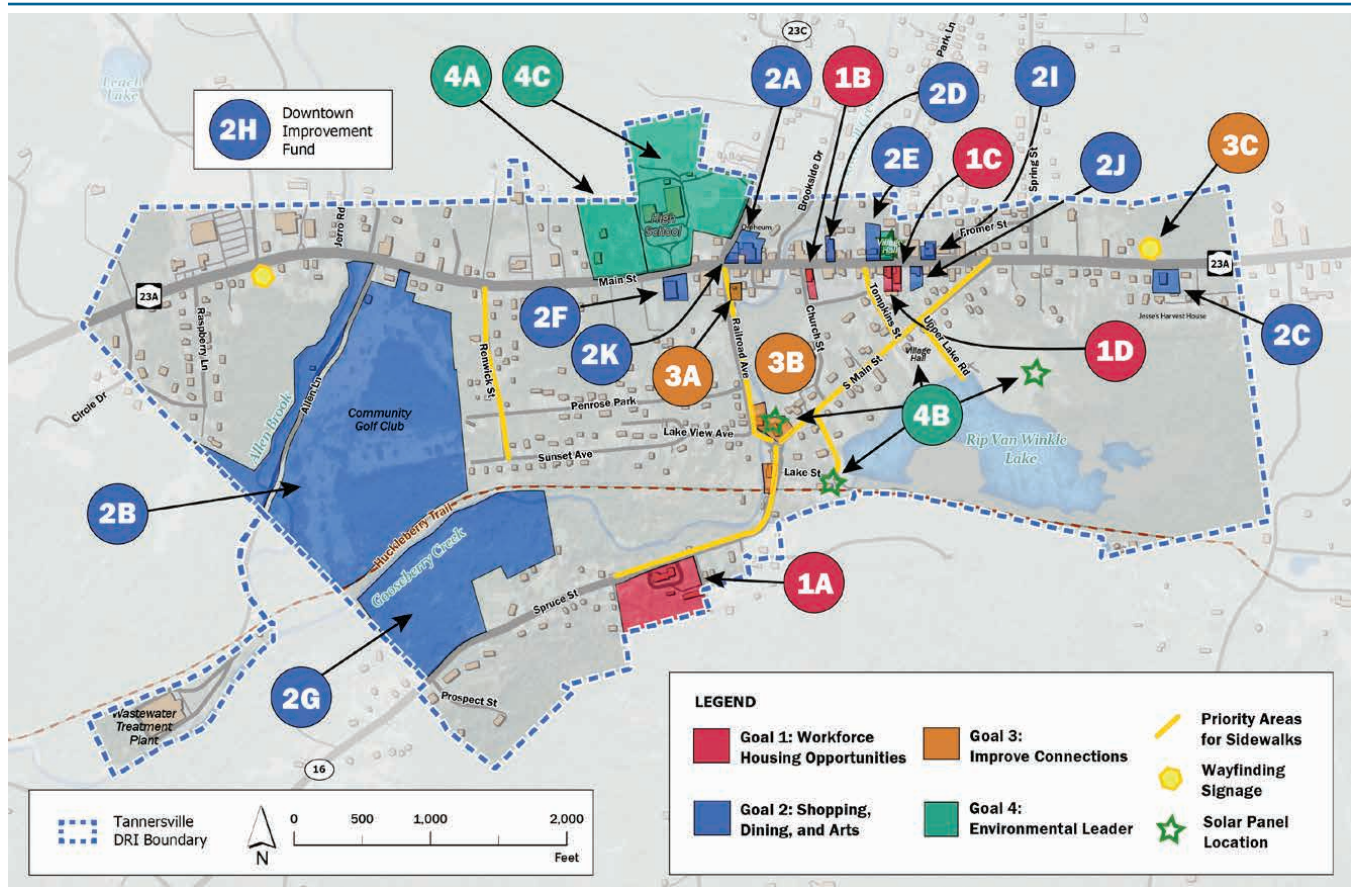 23C
Park Ln
4A
4C
2A
1B
2D
2I
2H
Downtown
Improvement
Fund
Brookside Dr
2E
1C
Spring St
2J
3C
Jerro Rd
School
Orpheum
Village
Hall
Fromer St
23A
23A
Main St
Raspberry Ln
Circle Dr
2F
2K
3A
Railroad Ave
Church St
3B
Tompkins St
Upper Lake Rd
S Main St
Village
Hall
1D
Jesse's Harvest House
2C
Renwick St
Penrose Park
Lake View Ave
Sunset Ave
4B
Rip Van Winkle
Lake
Lake St
Allen Brook
Allen Ln
Community
Golf Club
2B
Huckleberry Trail
Gooseberry Creek
Spruce St
1A
2G
Prospect St
Wastewater
Treatment
Plant
16
LEGEND
Goal 1: Workforce
Housing Opportunities
Goal 2: Shopping,
Dining, and Arts
Goal 3:
Improve Connections
Goal 4:
Environmental Leader
Priority Areas
for Sidewalks
Wayfinding
Signage
Solar Panel
Location
Tannersville
DRI Boundary
N
0 500 1,000 2,000
Feet